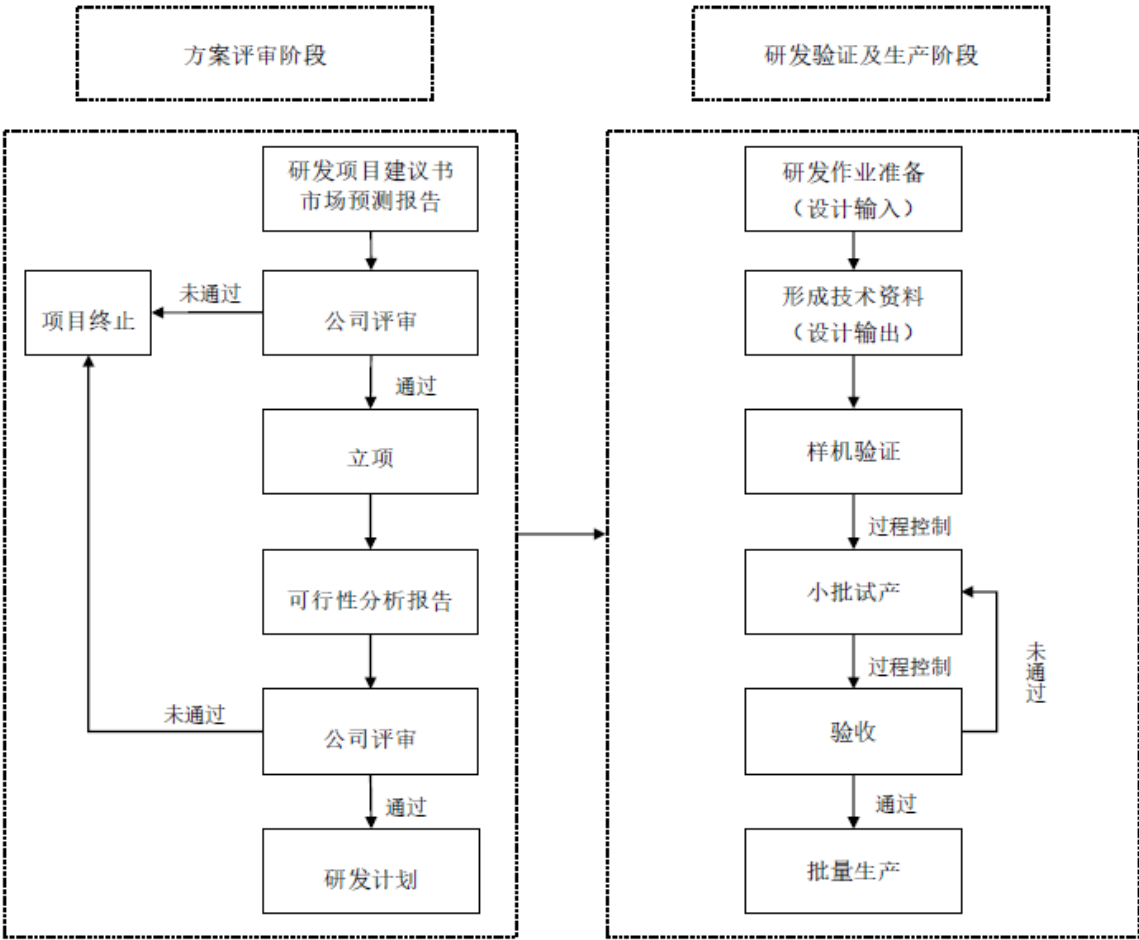 方案评审阶段
研发项目建议书
市场预测报告
未通过
项目终止
公司评审
通过
立项
可行性分析报告
未通过
公司评审
通过
研发计划
研发验证及生产阶段
研发作业准备
（设计输入）
形成技术资料
（设计输出）
样机验证
过程控制
小批试产
过程控制
未通过
验收
通过
批量生产